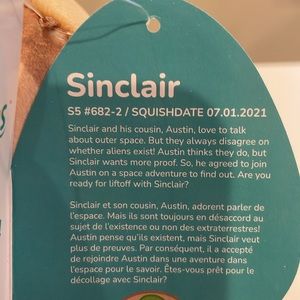 Sinclair
S5 #682-2 / SQUISHDATE 07.01.2021
Sinclair and his cousin, Austin, love to talk
about outer space. But they always disagree on
whether aliens exist! Austin thinks they do, but
Sinclair wants more proof. So, he agreed to join
Austin on a space adventure to find out. Are you
ready for liftoff with Sinclair?
Sinclair et son cousin, Austin, adorent parler de
l'espace. Mais ils sont toujours en désaccord au
sujet de l'existence ou non des extraterrestres!
Austin pense qu'ils existent, mais Sinclair veut
plus de preuves. Par conséquent, il a accepté
de rejoindre Austin dans une aventure dans
l'espace pour le savoir. Êtes-vous prêt pour le
décollage avec Sinclair?